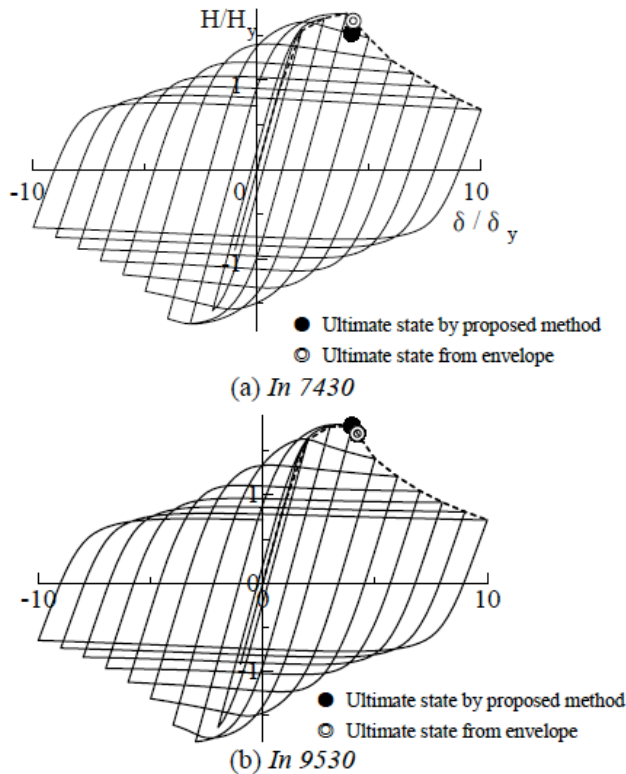 H/H y
1
-10
0
10
δ / δ y
-1
● Ultimate state by proposed method
◎ Ultimate state from envelope
(a) In 7430
1
0
-10
0
10
-1
● Ultimate state by proposed method
◎ Ultimate state from envelope
(b) In 9530